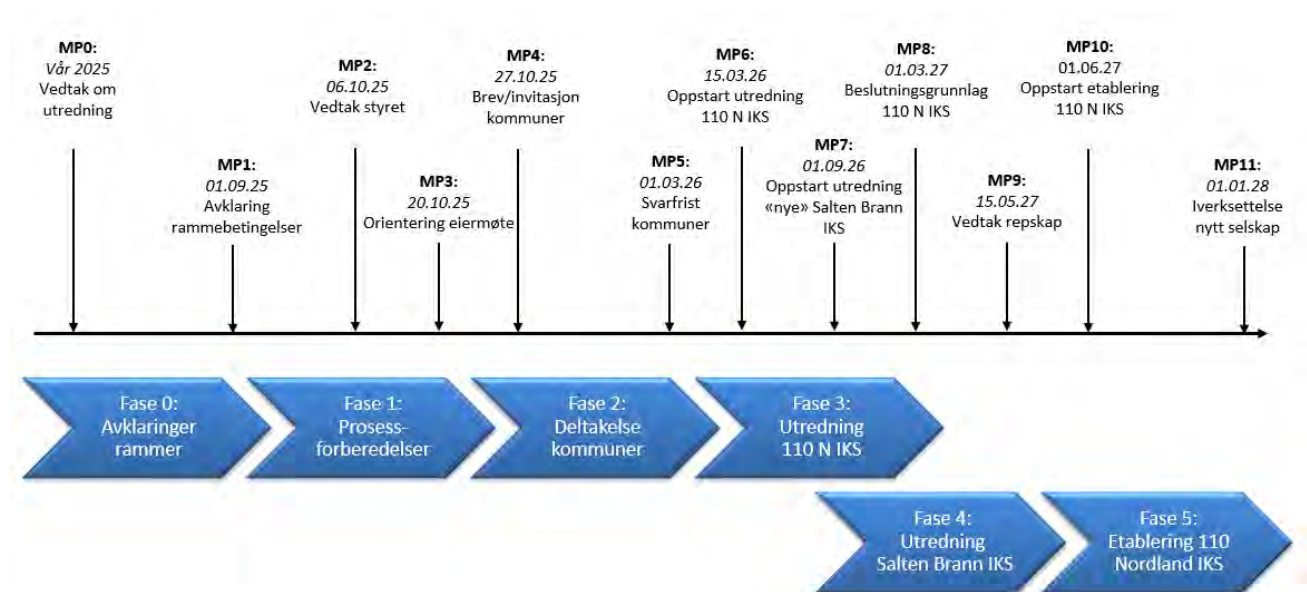 MP0:
Vår 2025
Vedtak om
utredning
MP1:
01.09.25
Avklaring
rammebetingelser
MP2:
06.10.25
Vedtak styret
MP3:
20.10.25
Orientering eiermøte
MP4:
27.10.25
Brev/invitasjon
kommuner
MP5:
01.03.26
Svarfrist
kommuner
MP6:
15.03.26
Oppstart utredning
110 N IKS
MP7:
01.09.26
Oppstart utredning
«nye» Salten Brann
IKS
MP8:
01.03.27
Beslutningsgrunnlag
110 N IKS
MP9:
15.05.27
Vedtak repskap
MP10:
01.06.27
Oppstart etablering
110 N IKS
MP11:
01.01.28
Iverksettelse
nytt selskap
Fase 0:
Avklaringer
rammer
Fase 1:
Prosess-
forberedelser
Fase 2:
Deltakelse
kommuner
Fase 3:
Utredning
110 N IKS
Fase 4:
Utredning
Salten Brann IKS
Fase 5:
Etablering 110
Nordland IKS